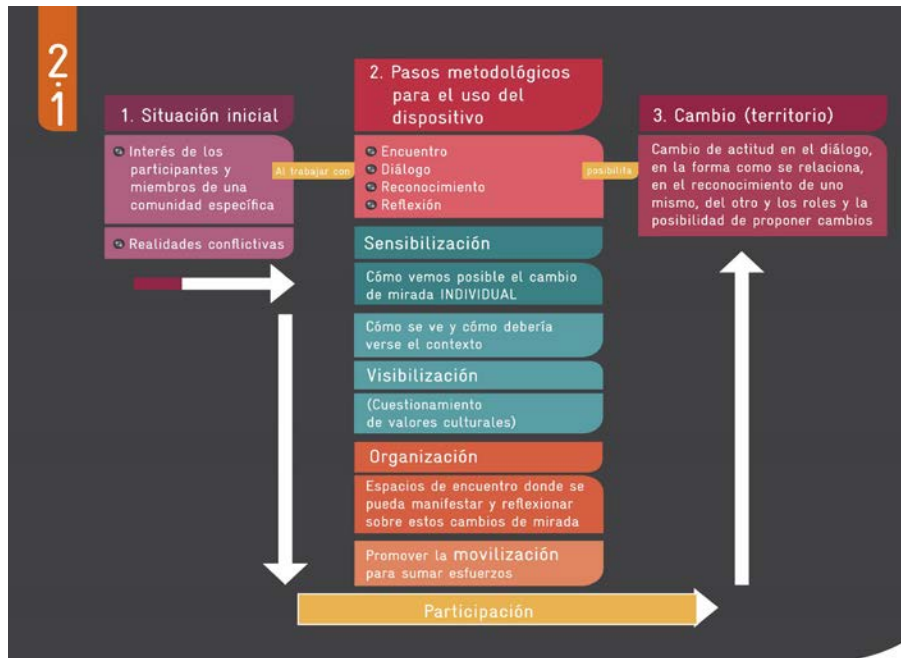 2.1
1. Situación inicial
Interés de los
participantes y
miembros de una
comunidad específica
Realidades conflictivas
Al trabajar con
2. Pasos metodológicos
para el uso del
dispositivo
Encuentro
Diálogo
Reconocimiento
Reflexión
Sensibilización
Cómo vemos posible el cambio
de mirada INDIVIDUAL
Cómo se ve y cómo debería
verse el contexto
Visibilización
(Cuestionamiento
de valores culturales)
Organización
Espacios de encuentro donde se
pueda manifestar y reflexionar
sobre estos cambios de mirada
Promover la movilización
para sumar esfuerzos
posibilita
3. Cambio (territorio)
Cambio de actitud en el diálogo,
en la forma como se relaciona,
en el reconocimiento de uno
mismo, del otro y los roles y la
posibilidad de proponer cambios
Participación